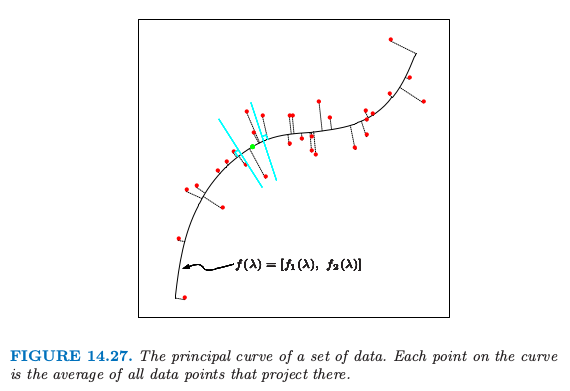 f(λ) = [f₁(λ), f₂(λ)]
FIGURE 14.27. The principal curve of a set of data. Each point on the curve
is the average of all data points that project there.